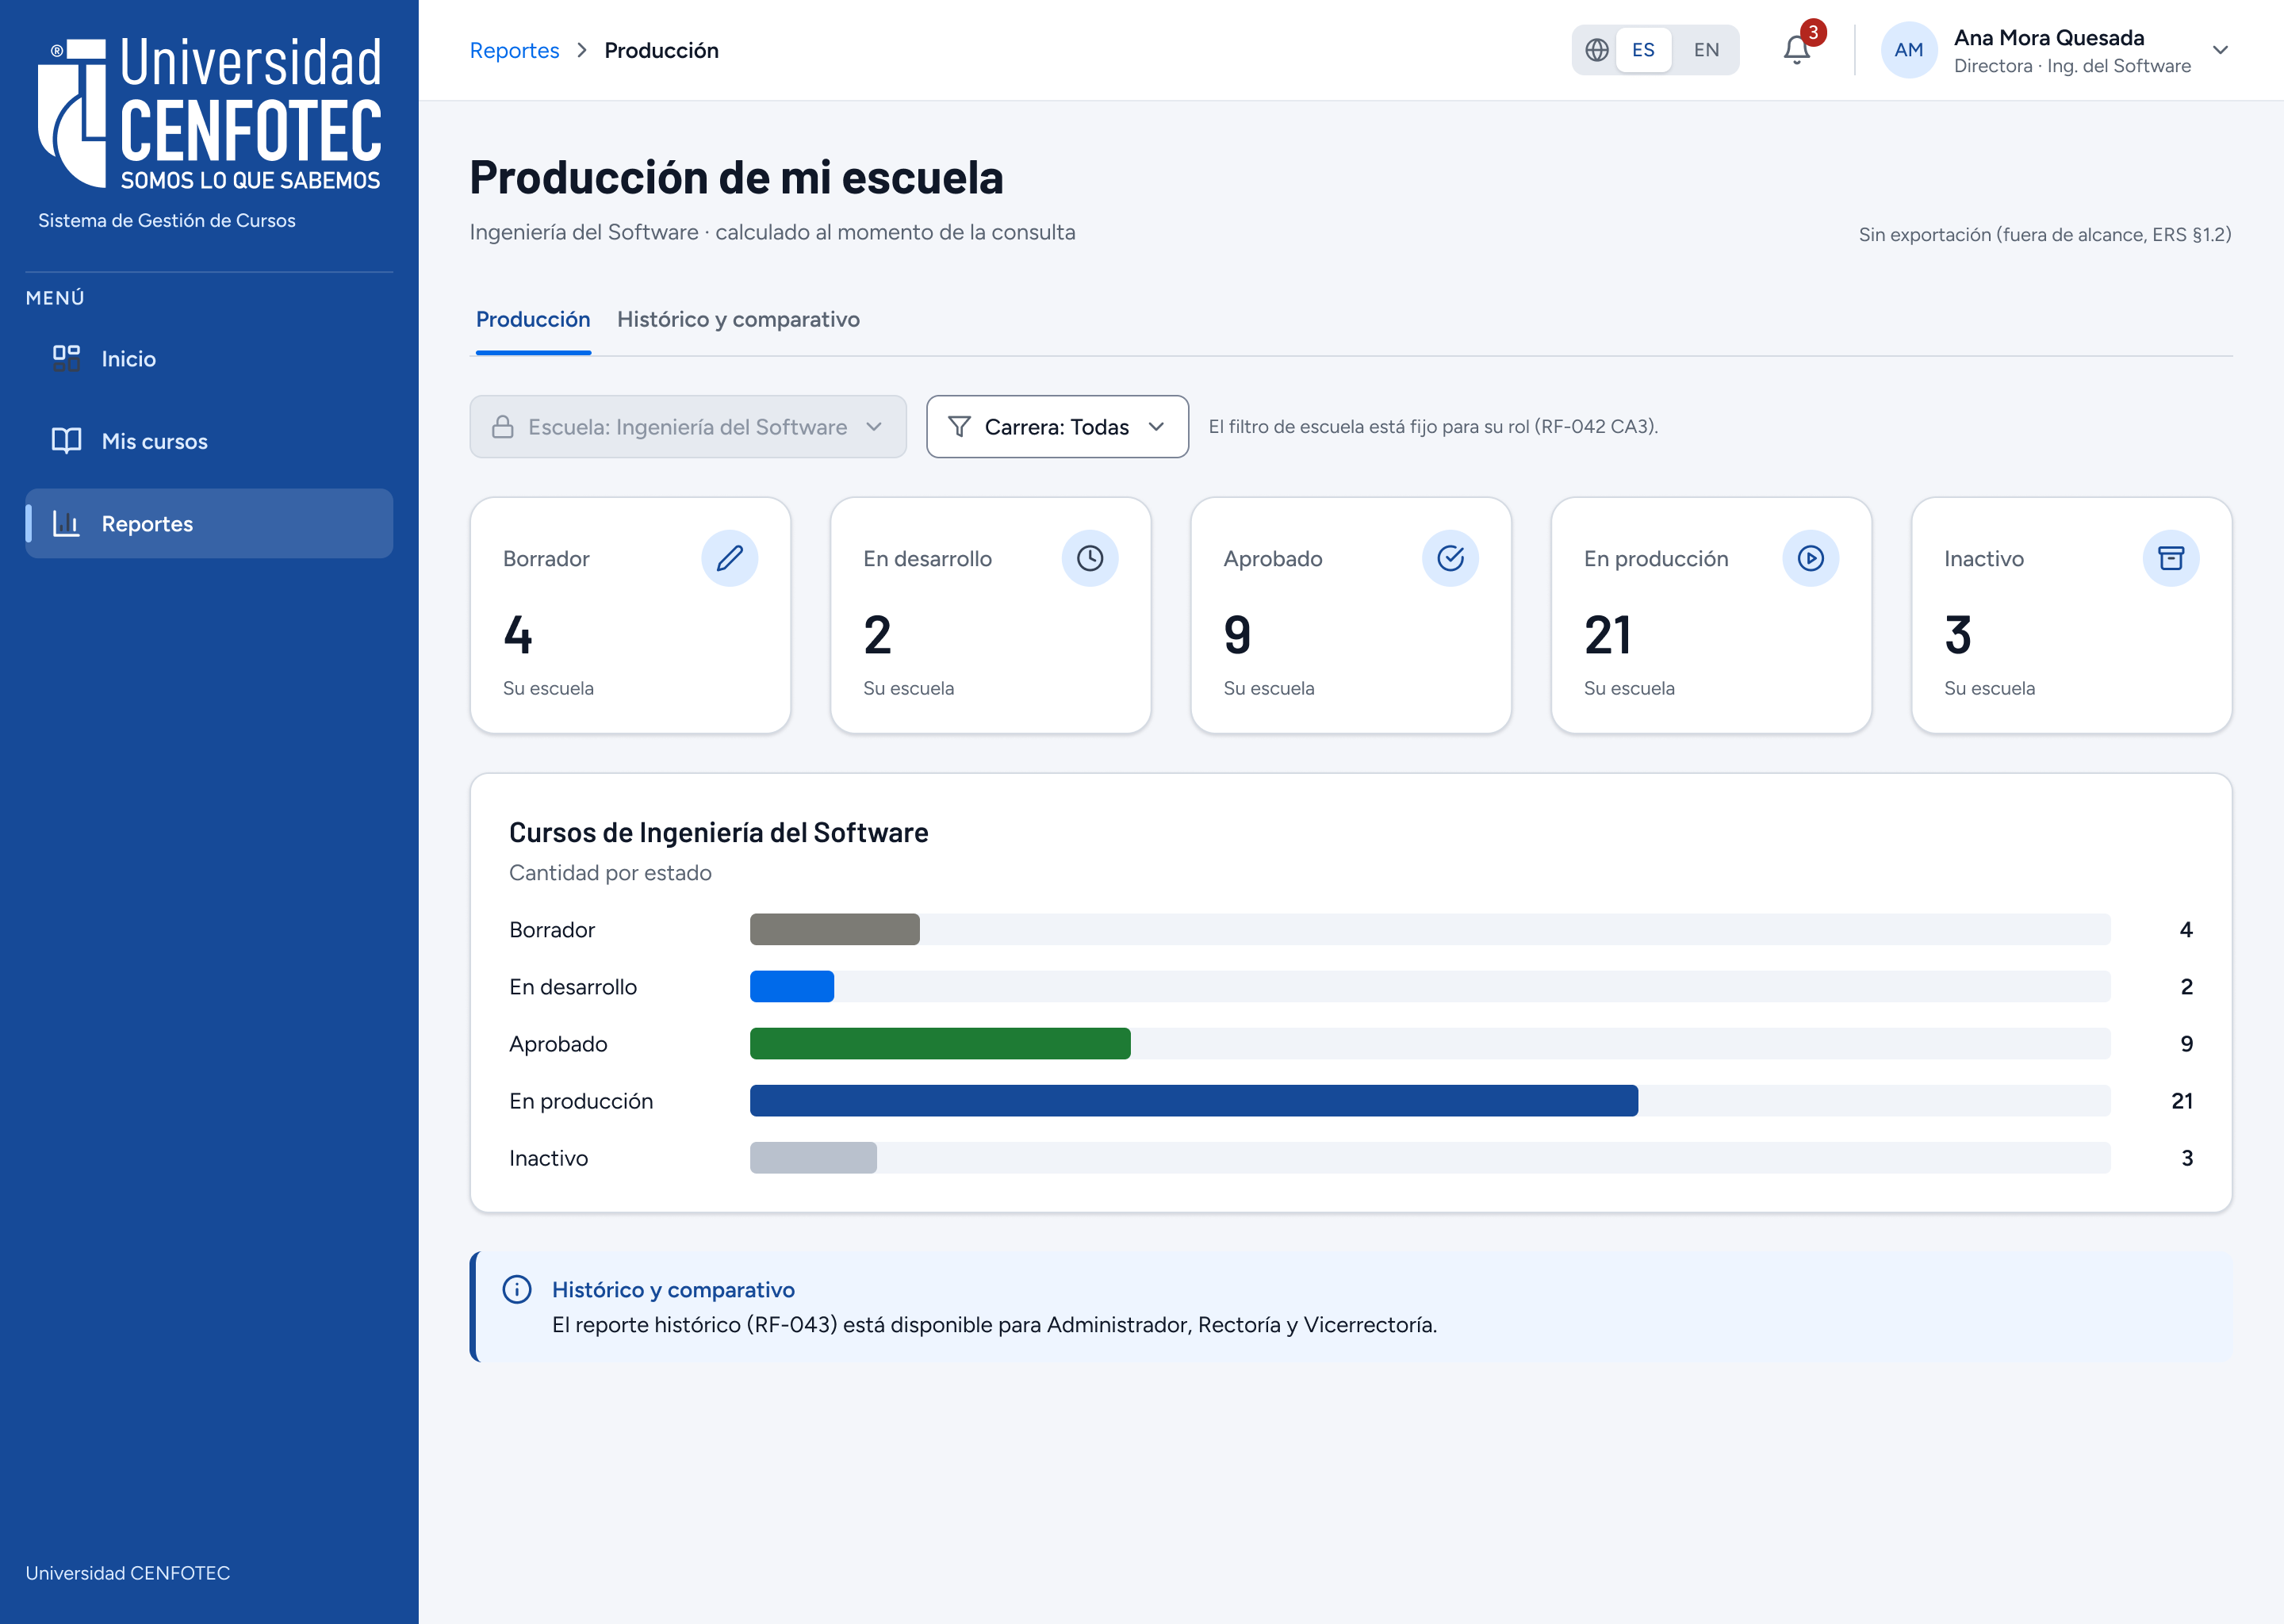 ®
Universidad
CENFOTEC
SOMOS LO QUE SABEMOS
Sistema de Gestión de Cursos
MENÚ
Inicio
Mis cursos
Reportes
Universidad CENFOTEC
Reportes > Producción
ES EN
3
AM
Ana Mora Quesada
Directora · Ing. del Software
Producción de mi escuela
Ingeniería del Software · calculado al momento de la consulta
Sin exportación (fuera de alcance, ERS §1.2)
Producción Histórico y comparativo
Escuela: Ingeniería del Software
Carrera: Todas
El filtro de escuela está fijo para su rol (RF-042 CA3).
Borrador
4
Su escuela
En desarrollo
2
Su escuela
Aprobado
9
Su escuela
En producción
21
Su escuela
Inactivo
3
Su escuela
Cursos de Ingeniería del Software
Cantidad por estado
Borrador 4
En desarrollo 2
Aprobado 9
En producción 21
Inactivo 3
Histórico y comparativo
El reporte histórico (RF-043) está disponible para Administrador, Rectoría y Vicerrectoría.